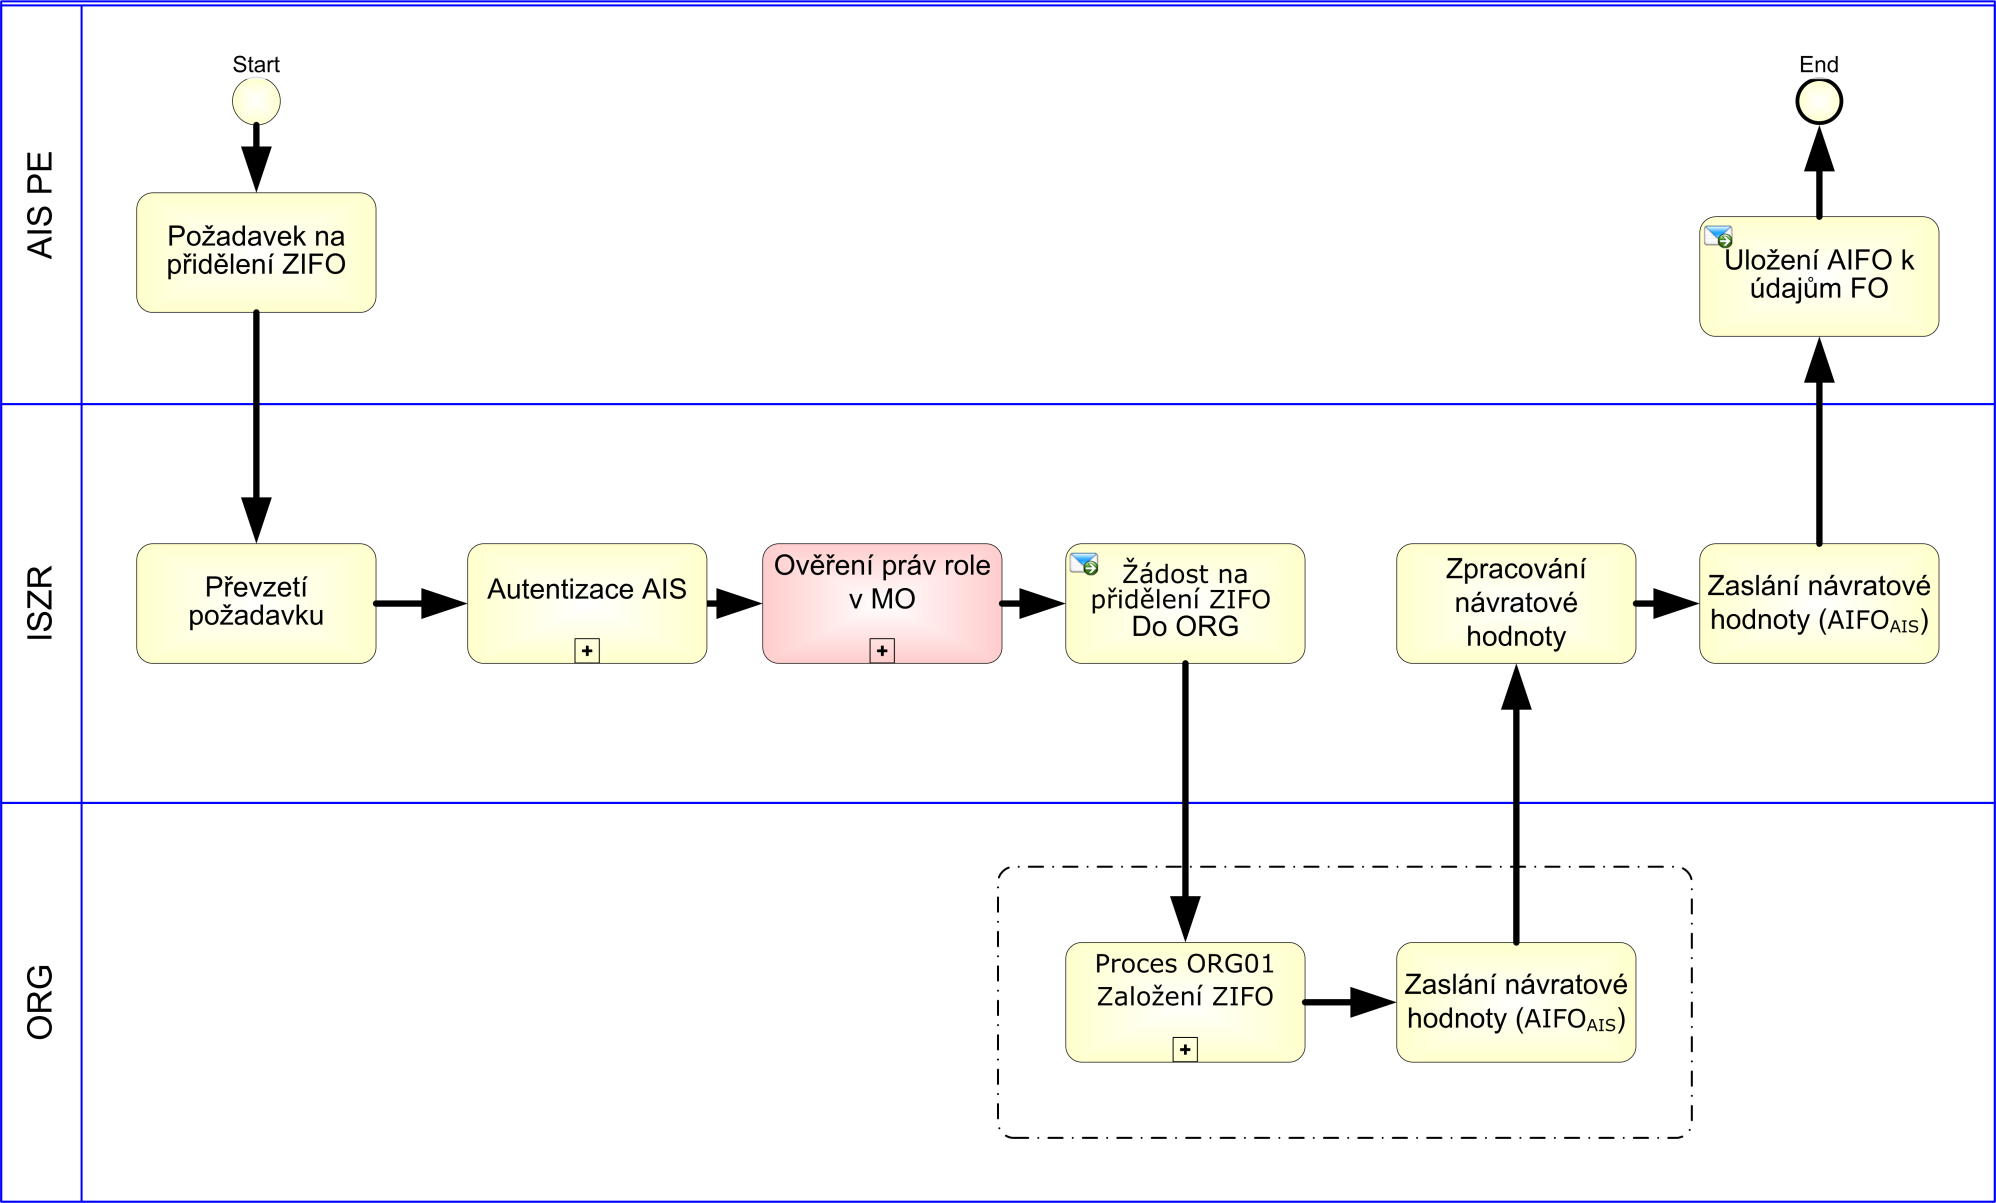 AIS PE
Start
Požadavek na
přidělení ZIFO
End
Uložení AIFO k
údajům FO
ISZR
Převzetí
požadavku
Autentizace AIS
Ověření práv role
v MO
Žádost na
přidělení ZIFO
Do ORG
Zpracování
návratové
hodnoty
Zaslání návratové
hodnoty (AIFOAIS)
ORG
Proces ORG01
Založení ZIFO
Zaslání návratové
hodnoty (AIFOAIS)